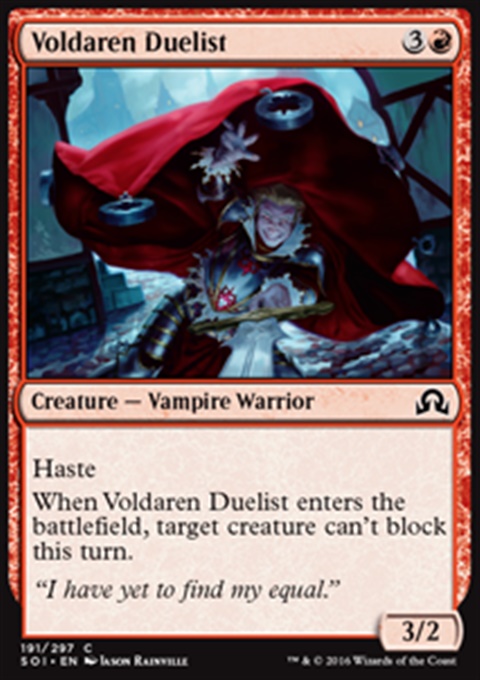 Voldaren Duelist 3
Creature — Vampire Warrior
Haste
When Voldaren Duelist enters the
battlefield, target creature can't block
this turn.
"I have yet to find my equal."
3/2
191/297 C
SOI • EN Jason Rainville
™ & © 2016 Wizards of the Coast